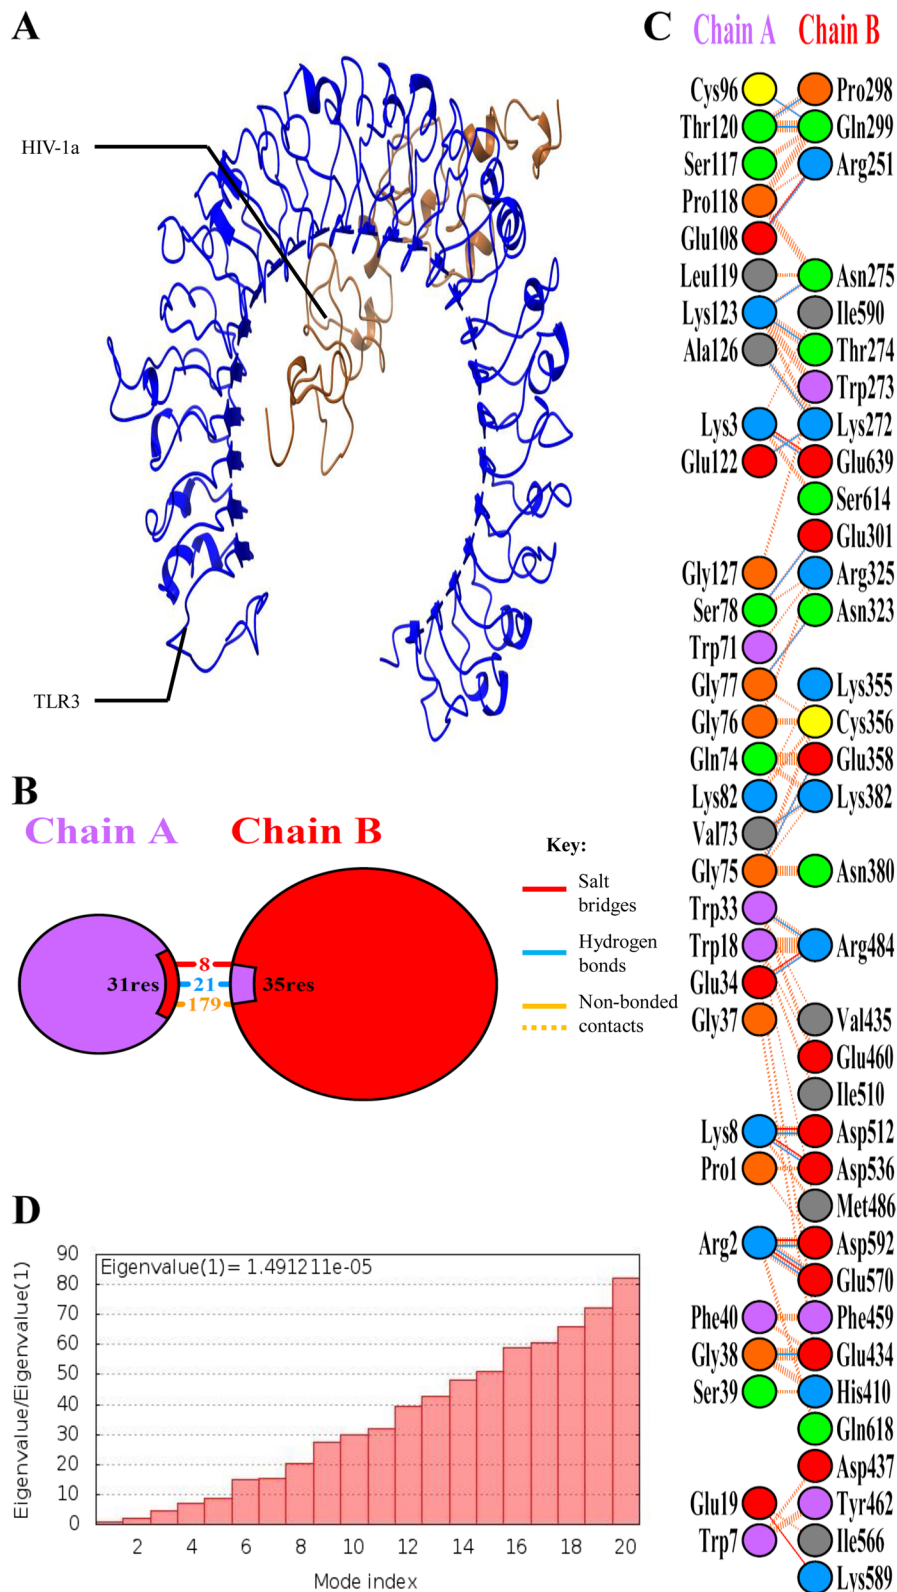 A
HIV-1a
TLR3
B
Chain A Chain B
31res
8
21
179
35res
Key:
Salt
bridges
Hydrogen
bonds
Non-bonded
contacts
C
Chain A Chain B
Cys96 Pro298
Thr120 Gln299
Ser117 Arg251
Pro118
Glu108
Leu119 Asn275
Lys123 Ile590
Ala126 Thr274
Trp273
Lys3 Lys272
Glu122 Glu639
Ser614
Glu301
Gly127 Arg325
Ser78 Asn323
Trp71
Gly77 Lys355
Gly76 Cys356
Gln74 Glu358
Lys82 Lys382
Val73
Gly75 Asn380
Trp33
Trp18 Arg484
Glu34
Gly37 Val435
Glu460
Ile510
Lys8 Asp512
Pro1 Asp536
Met486
Arg2 Asp592
Glu570
Phe40 Phe459
Gly38 Glu434
Ser39 His410
Gln618
Asp437
Glu19 Tyr462
Trp7 Ile566
Lys589
D
Eigenvalue(1)= 1.491211e-05
Eigenvalue/Eigenvalue(1)
90
80
70
60
50
40
30
20
10
0
2 4 6 8 10 12 14 16 18 20
Mode index